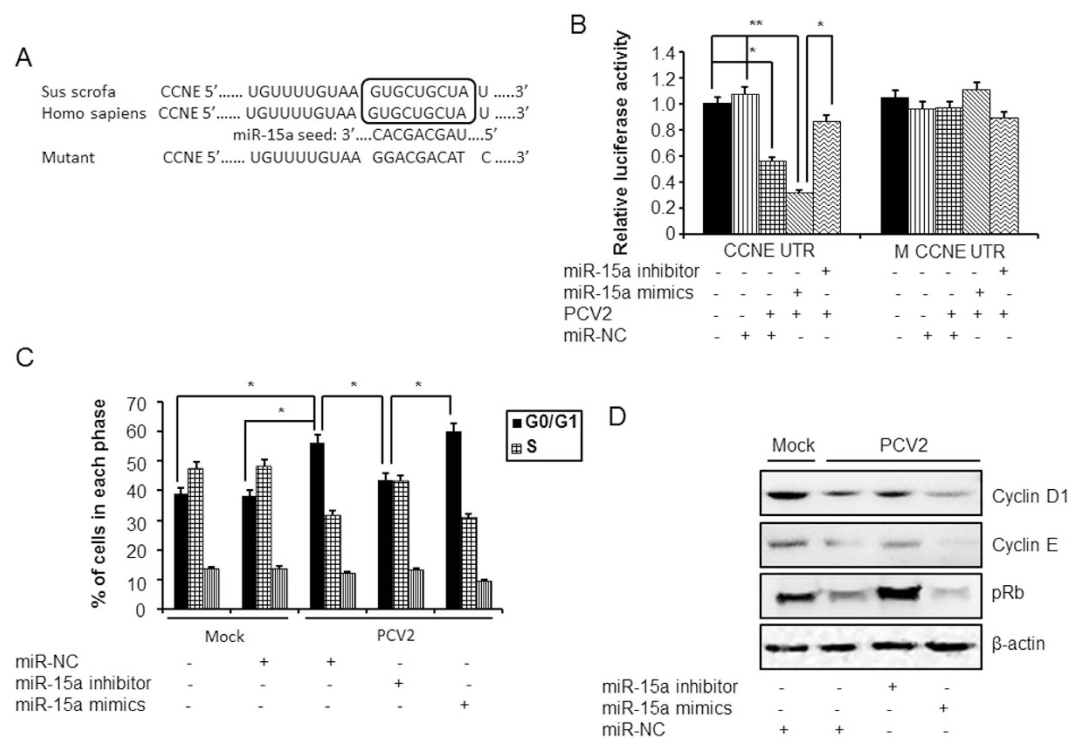 A
Sus scrofa CCNE 5’...... UGUUUUGUAA GUGCUGCUA U .....3’
Homo sapiens CCNE 5’...... UGUUUUGUAA GUGCUGCUA U .....3’
miR-15a seed: 3’....CACGACGAU....5’
Mutant CCNE 5’...... UGUUUUGUAA GGACGACAT C .....3’
B
Relative luciferase activity
** *
*
1.4
1.2
1.0
0.8
0.6
0.4
0.2
0
CCNE UTR M CCNE UTR
miR-15a inhibitor - - - - + - - - - +
miR-15a mimics - - - + - - - - + -
PCV2 - - + + + - - + + +
miR-NC - + + - - - + + - -
C
% of cells in each phase
* * *
*
70
60
50
40
30
20
10
0
G0/G1
S
Mock PCV2
miR-NC - + + - -
miR-15a inhibitor - - - + -
miR-15a mimics - - - - +
D
Mock PCV2
Cyclin D1
Cyclin E
pRb
β-actin
miR-15a inhibitor - - + -
miR-15a mimics - - - +
miR-NC + + - -